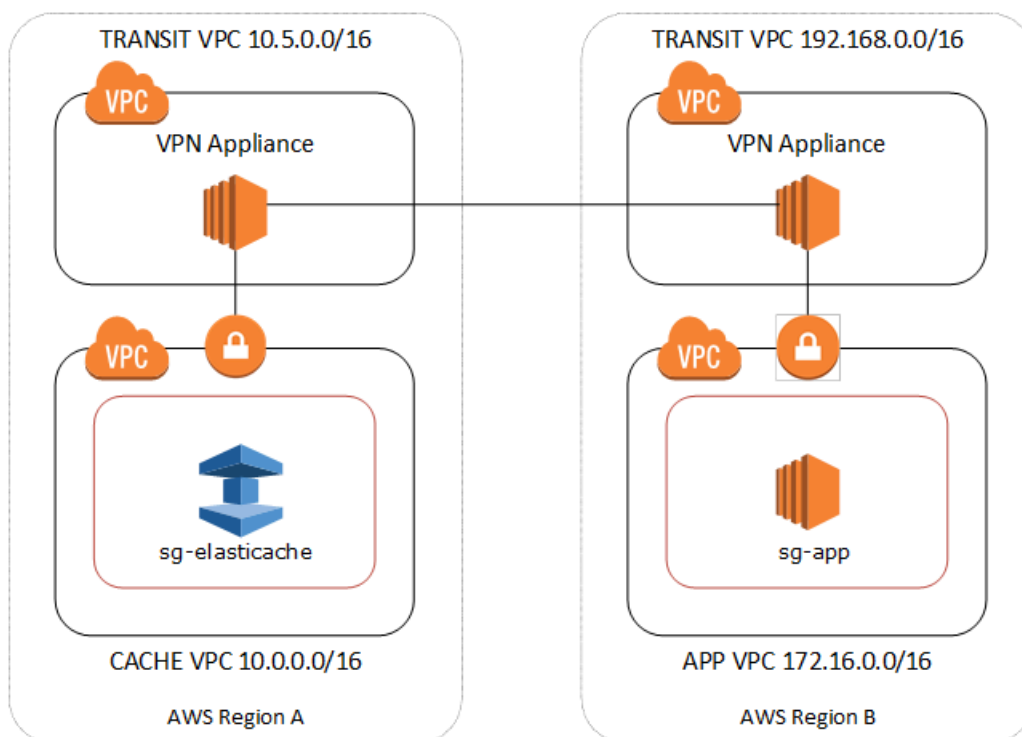 TRANSIT VPC 10.5.0.0/16
VPC
VPN Appliance
VPC
sg-elasticache
CACHE VPC 10.0.0.0/16
AWS Region A
TRANSIT VPC 192.168.0.0/16
VPC
VPN Appliance
VPC
sg-app
APP VPC 172.16.0.0/16
AWS Region B